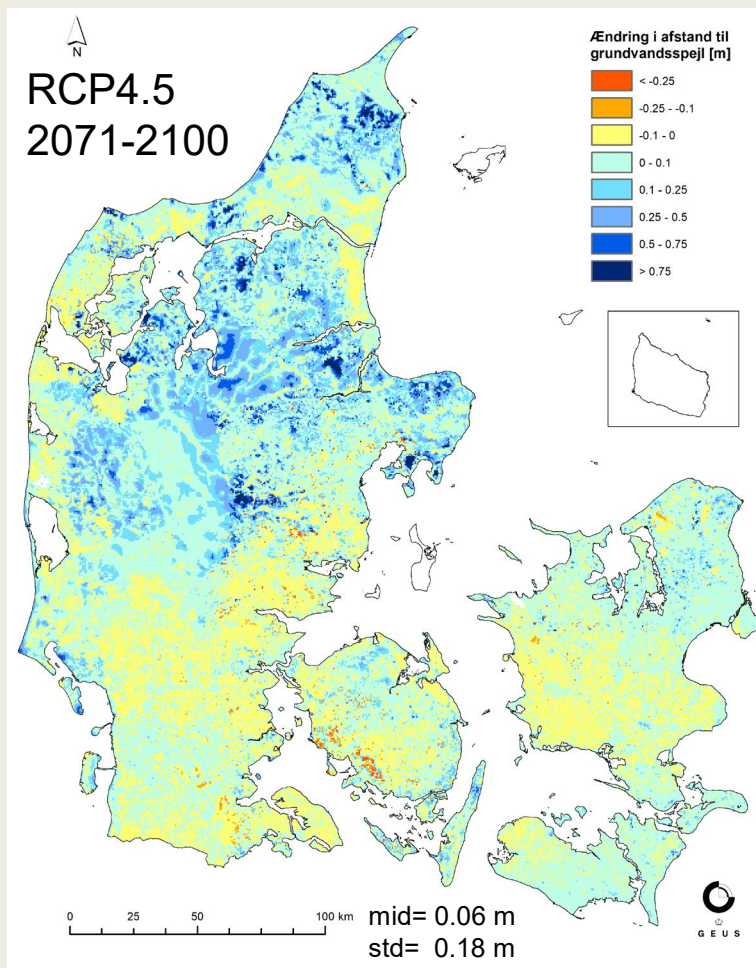 N
RCP4.5
2071-2100
Ændring i afstand til
grundvandsspejl [m]
< -0.25
-0.25 - -0.1
-0.1 - 0
0 - 0.1
0.1 - 0.25
0.25 - 0.5
0.5 - 0.75
> 0.75
0 25 50 100 km
mid= 0.06 m
std= 0.18 m
G E U S